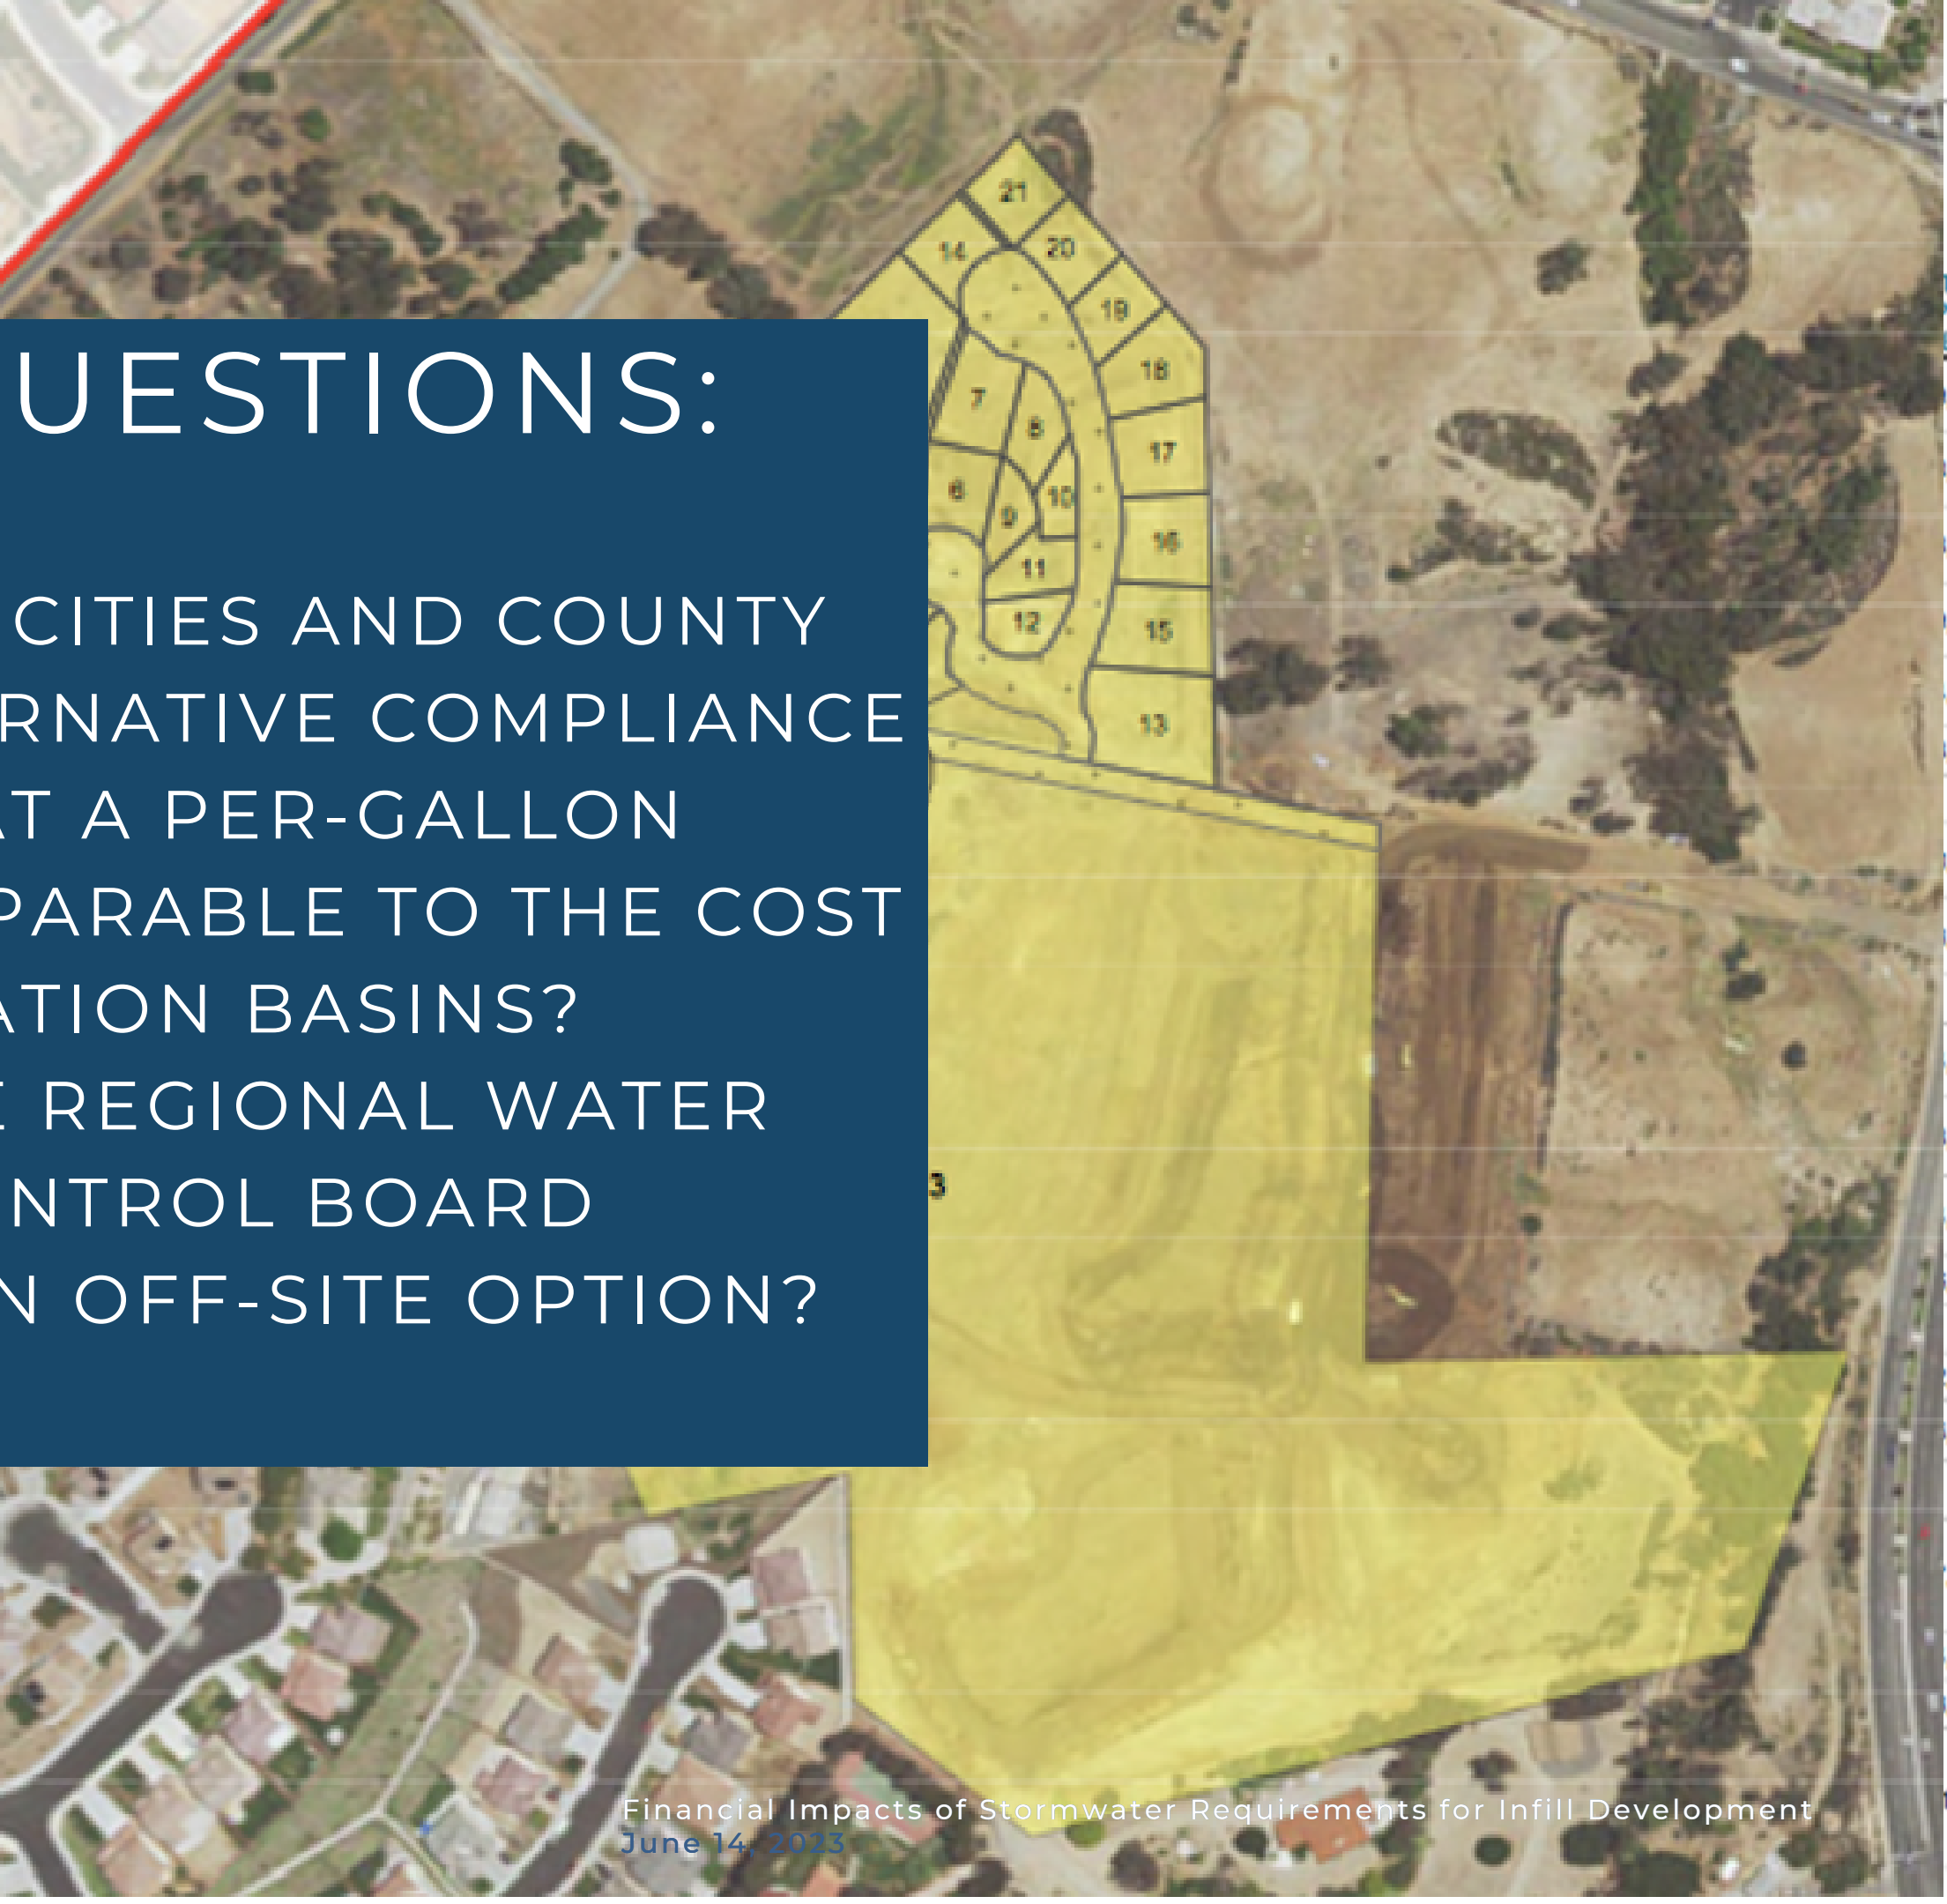 21
14
20
19
18
7
8
17
6
10
9
16
11
12
15
13
UESTIONS:
CITIES AND COUNTY
RNATIVE COMPLIANCE
AT A PER-GALLON
PARABLE TO THE COST
ATION BASINS?
E REGIONAL WATER
NTROL BOARD
N OFF-SITE OPTION?
3
Financial Impacts of Stormwater Requirements for Infill Development
June 14, 2023